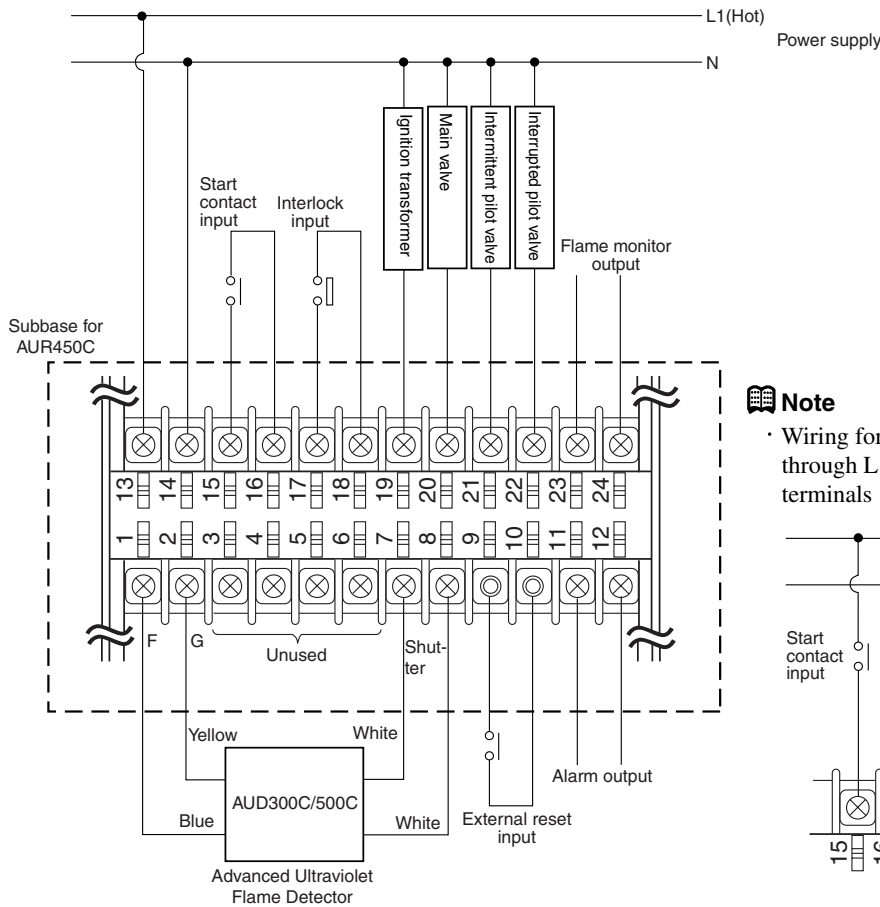 L1(Hot)
Power supply
N
Ignition transformer
Main valve
Intermittent pilot valve
Interrupted pilot valve
Start
contact
input
Interlock
input
Flame monitor
output
Subbase for
AUR450C
13 14 15 16 17 18 19 20 21 22 23 24
1 2 3 4 5 6 7 8 9 10 11 12
F
G
Unused
Shut-
ter
Yellow
White
AUD300C/500C
Blue
White
Advanced Ultraviolet
Flame Detector
External reset
input
Alarm output
Note
· Wiring for
through L
terminals
Start
contact
input
15